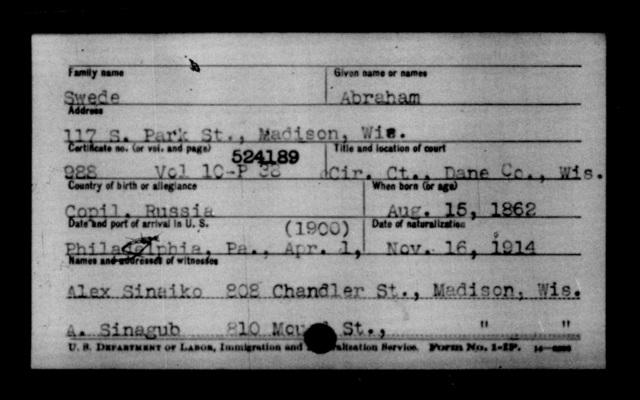 Family name Given name or names
Swede Abraham
Address
117 S. Park St., Madison, Wis.
Certificate no. (or vol. and page) Title and location of court
524189
988 Vol 10-P 38 Cir. Ct., Dane Co., Wis.
Country of birth or allegiance When born (or age)
Copil, Russia Aug. 15, 1862
Date and port of arrival in U. S. (1900) Date of naturalization
Philadelphia, Pa., Apr. 1, Nov. 16, 1914
Names and addresses of witnesses
Alex Sinaiko 808 Chandler St., Madison, Wis.
A. Sinagub 810 St., " "
U. S. Department of Labor, Immigration and Service. Form No. 1-IP.